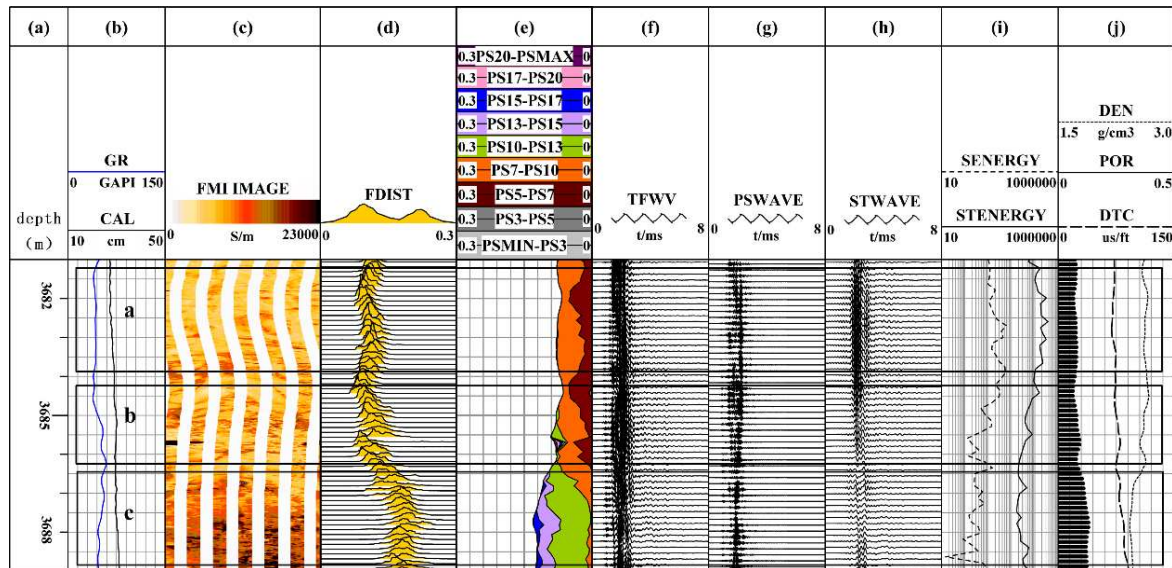 (a) (b) (c) (d) (e) (f) (g) (h) (i) (j)
0.3 PS20-PSMAX 0
0.3 PS17-PS20 0
0.3 PS15-PS17 0
0.3 PS13-PS15 0
0.3 PS10-PS13 0
0.3 PS7-PS10 0
0.3 PS5-PS7 0
0.3 PS3-PS5 0
0.3 PSMIN-PS3 0
depth
(m)
GR
0 GAPI 150
CAL
10 cm 50
FMI IMAGE
0 S/m 23000
FDIST
0 0.3
TFWV
0 t/ms 8
PSWAVE
0 t/ms 8
STWAVE
0 t/ms 8
SENERGY
10 1000000
STENERGY
10 1000000
DEN
1.5 g/cm3 3.0
POR
0 0.5
DTC
0 us/ft 150
3682
3685
3688
a
b
c